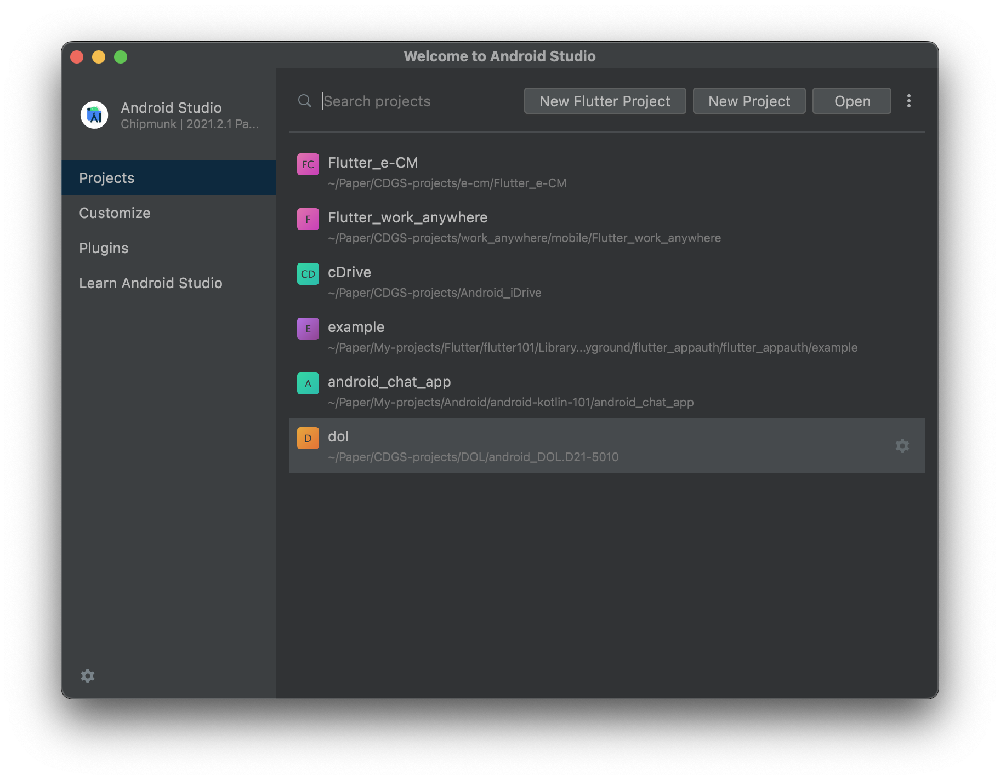 Welcome to Android Studio
Android Studio
Chipmunk | 2021.2.1 Pa...
Projects
Customize
Plugins
Learn Android Studio
Search projects
New Flutter Project
New Project
Open
FC
Flutter_e-CM
~/Paper/CDGS-projects/e-cm/Flutter_e-CM
F
Flutter_work_anywhere
~/Paper/CDGS-projects/work_anywhere/mobile/Flutter_work_anywhere
CD
cDrive
~/Paper/CDGS-projects/Android_iDrive
E
example
~/Paper/My-projects/Flutter/flutter101/Library...yground/flutter_appauth/flutter_appauth/example
A
android_chat_app
~/Paper/My-projects/Android/android-kotlin-101/android_chat_app
D
dol
~/Paper/CDGS-projects/DOL/android_DOL.D21-5010